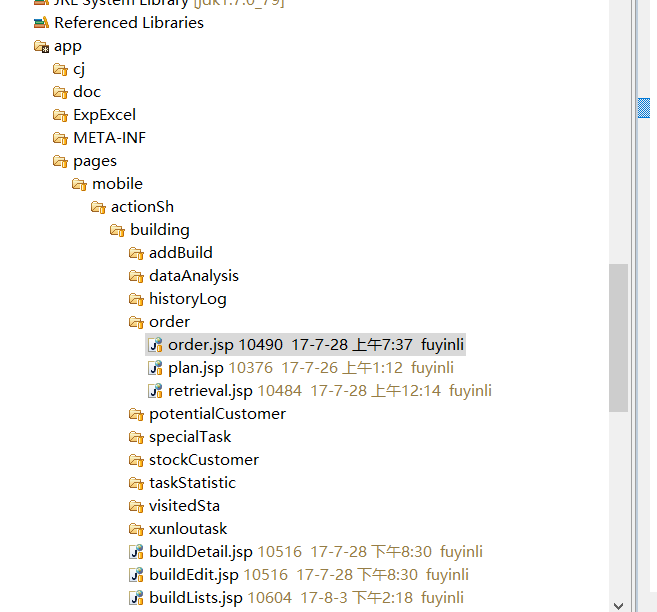 JRE System Library [jdk1.7.0_79]
Referenced Libraries
app
cj
doc
ExpExcel
META-INF
pages
mobile
actionSh
building
addBuild
dataAnalysis
historyLog
order
order.jsp 10490 17-7-28 上午7:37 fuyinli
plan.jsp 10376 17-7-26 上午1:12 fuyinli
retrieval.jsp 10484 17-7-28 上午12:14 fuyinli
potentialCustomer
specialTask
stockCustomer
taskStatistic
visitedSta
xunloutask
buildDetail.jsp 10516 17-7-28 下午8:30 fuyinli
buildEdit.jsp 10516 17-7-28 下午8:30 fuyinli
buildLists.jsp 10604 17-8-3 下午2:18 fuyinli